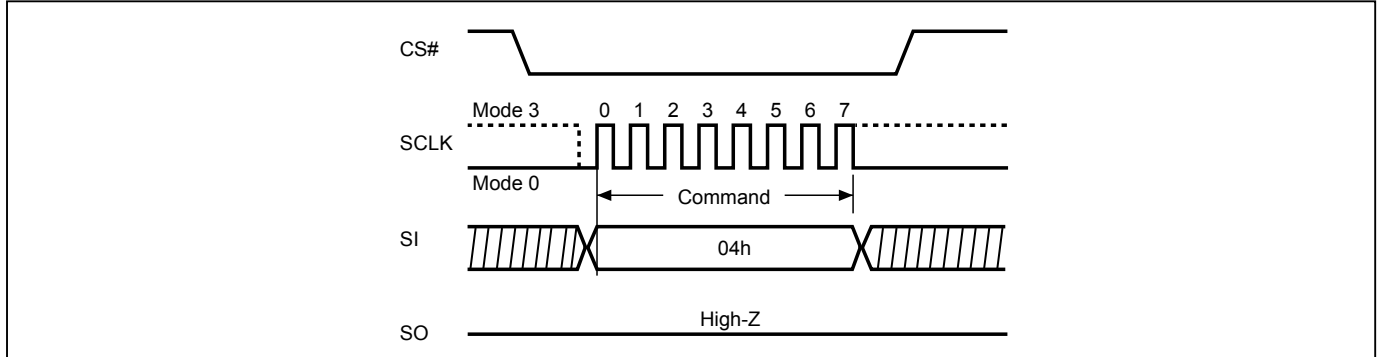 CS#
Mode 3 0 1 2 3 4 5 6 7
SCLK
Mode 0
Command
SI
04h
High-Z
SO